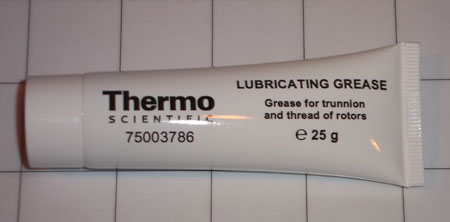 Thermo
SCIENTIFIC
75003786
LUBRICATING GREASE
Grease for trunnion
and thread of rotors
℮ 25 g